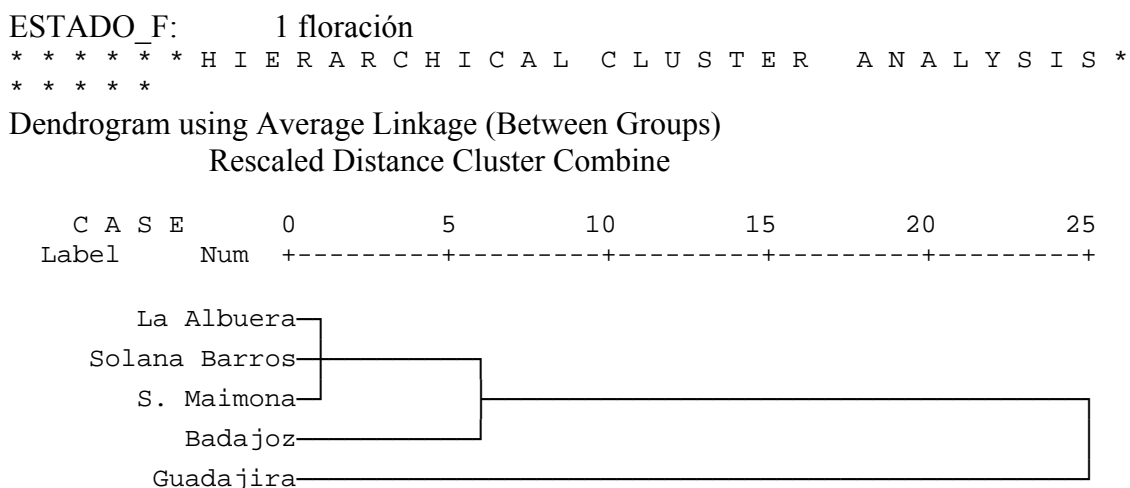 ESTADO_F: 1 floración
* * * * * * H I E R A R C H I C A L C L U S T E R A N A L Y S I S *
* * * * *
Dendrogram using Average Linkage (Between Groups)
Rescaled Distance Cluster Combine
C A S E 0 5 10 15 20 25
Label Num +---------+---------+---------+---------+---------+
La Albuera
Solana Barros
S. Maimona
Badajoz
Guadajira